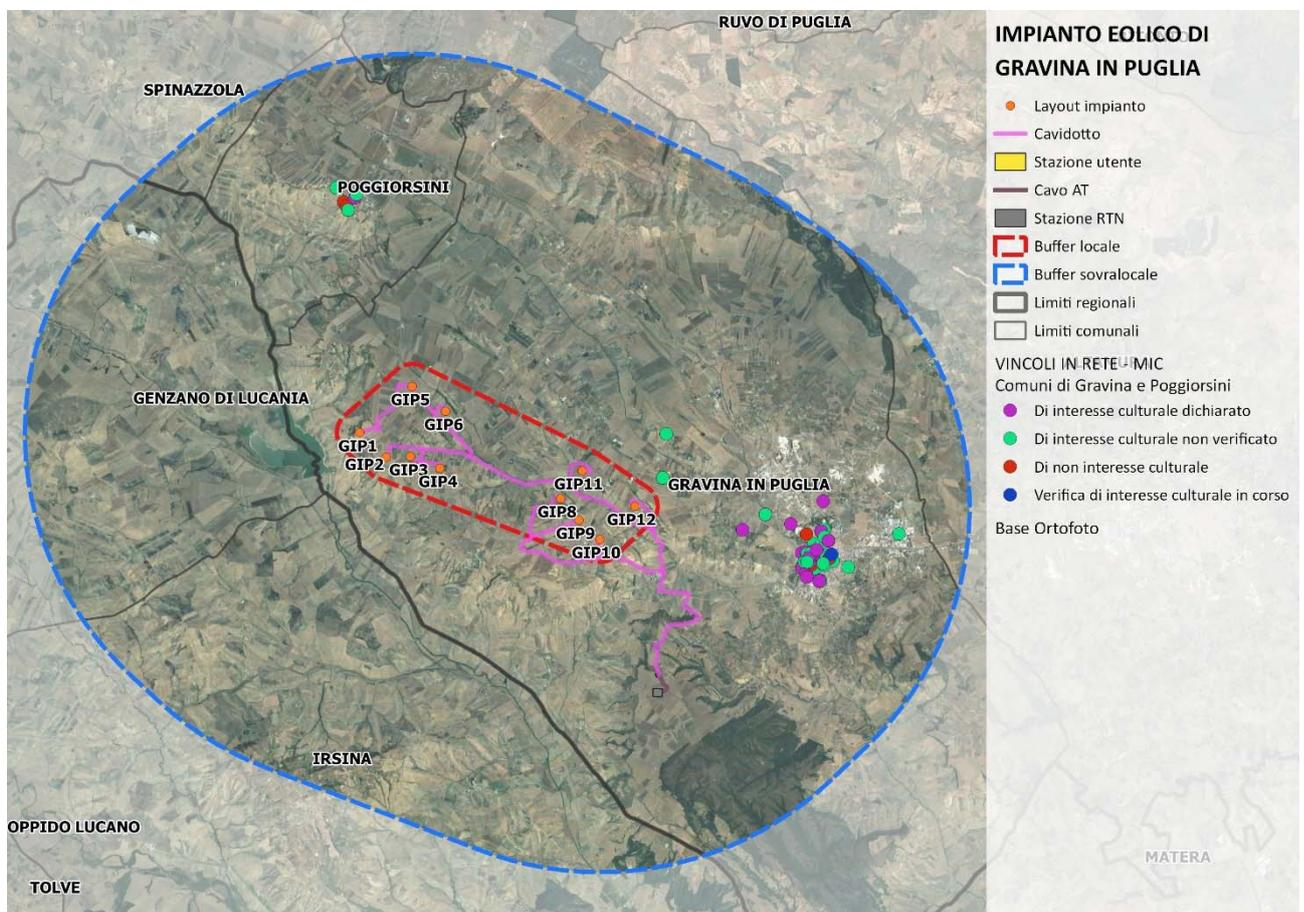 RUVO DI PUGLIA
SPINAZZOLA
POGGIORSINI
GENZANO DI LUCANIA
GIP5
GIP6
GIP1
GIP2
GIP3
GIP4
GIP11
GRAVINA IN PUGLIA
GIP8
GIP12
GIP9
GIP10
IRSINA
OPPIDO LUCANO
TOLVE
IMPIANTO EOLICO DI
GRAVINA IN PUGLIA
Layout impianto
Cavidotto
Stazione utente
Cavo AT
Stazione RTN
Buffer locale
Buffer sovralocale
Limiti regionali
Limiti comunali
VINCOLI IN RETE - MIC
Comuni di Gravina e Poggiorsini
Di interesse culturale dichiarato
Di interesse culturale non verificato
Di non interesse culturale
Verifica di interesse culturale in corso
Base Ortofoto
MATERA